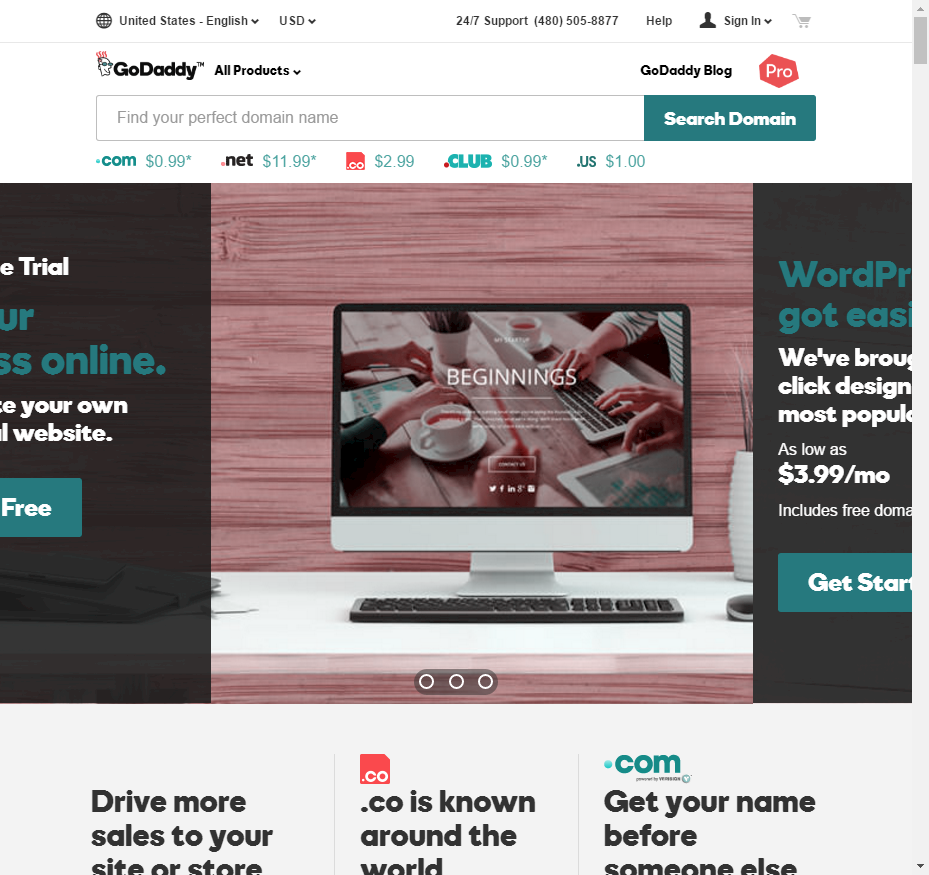 United States - English USD 24/7 Support (480) 505-8877 Help Sign In
GoDaddy™ All Products GoDaddy Blog Pro
Find your perfect domain name Search Domain
.com $0.99* .net $11.99* .co $2.99 .CLUB $0.99* .US $1.00
e Trial
ur
ss online.
te your own
l website.
Free
MY STARTUP
BEGINNINGS
CONTACT US
WordPr
got easi
We've broug
click design
most popula
As low as
$3.99/mo
Includes free doma
Get Start
Drive more
sales to your
site or store
.co
.co is known
around the
world
.com
powered by VERISIGN
Get your name
before
someone else